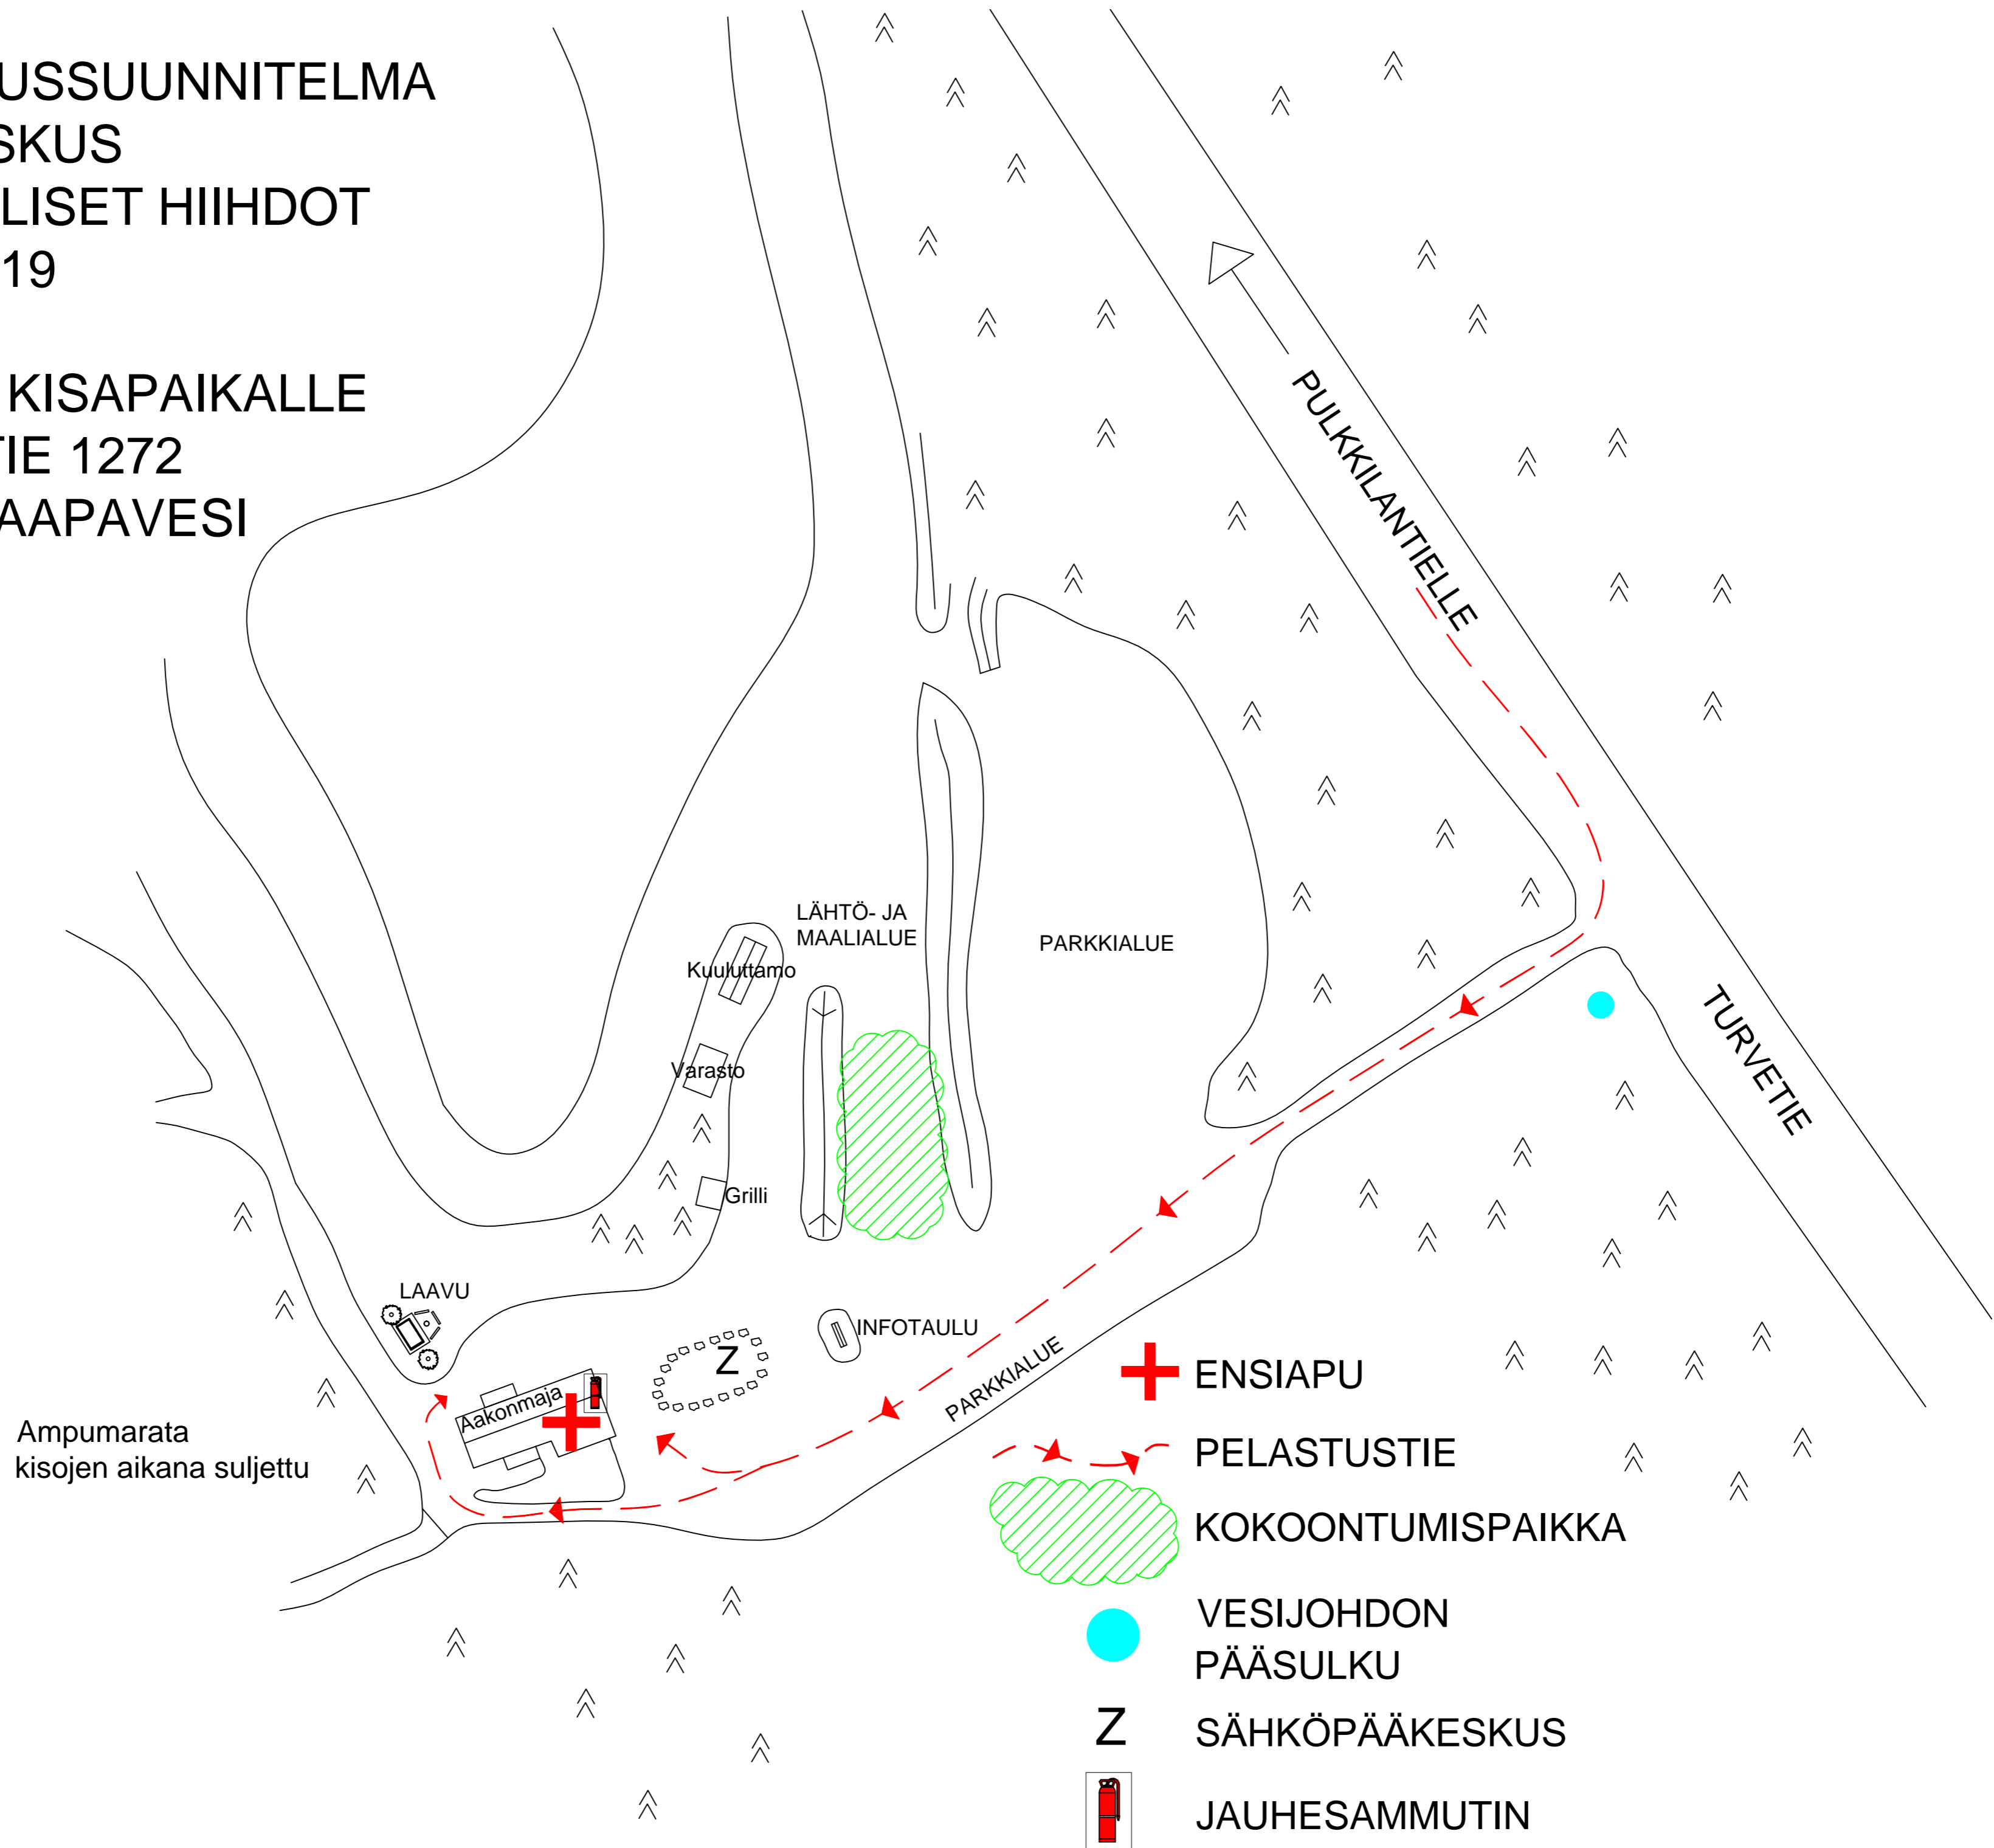 USSUUNNITELMA
SKUS
LISET HIIHDOT
19
KISAPAIKALLE
TIE 1272
AAPAVESI
PULKKILANTIELLE
LÄHTÖ- JA
MAALIALUE
PARKKIALUE
Kuuluttamo
TURVETIE
Varasto
Grilli
LAAVU
INFOTAULU
Z
Aakonmaja
PARKKIALUE
Ampumarata
kisojen aikana suljettu
ENSIAPU
PELASTUSTIE
KOKOONTUMISPAIKKA
VESIJOHDON
PÄÄSULKU
Z SÄHKÖPÄÄKESKUS
JAUHESAMMUTIN